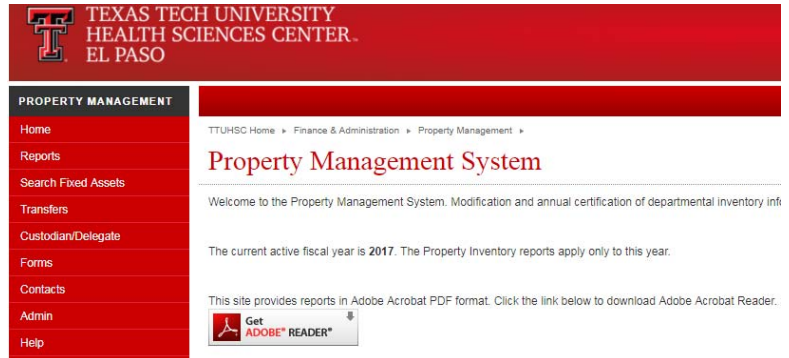 TEXAS TECH UNIVERSITY
HEALTH SCIENCES CENTER™
EL PASO
PROPERTY MANAGEMENT
Home
Reports
Search Fixed Assets
Transfers
Custodian/Delegate
Forms
Contacts
Admin
Help
TTUHSC Home ▸ Finance & Administration ▸ Property Management ▸
Property Management System
Welcome to the Property Management System. Modification and annual certification of departmental inventory
The current active fiscal year is 2017. The Property Inventory reports apply only to this year.
This site provides reports in Adobe Acrobat PDF format. Click the link below to download Adobe Acrobat Reader.
Get
ADOBE® READER®